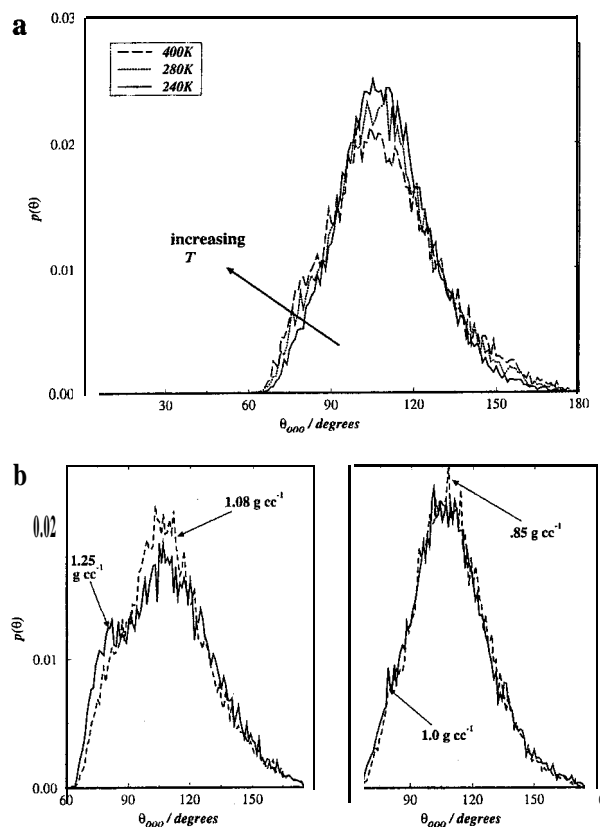 a
0.03
400K
280K
240K
0.02
p(θ)
increasing
T
0.01
0.00
30
60
90
120
150
180
θooo / degrees
b
0.02
1.08 g cc-1
1.25
g cc-1
p(θ)
0.01
0.00
60
90
120
150
θooo / degrees
.85 g cc-1
1.0 g cc-1
90
120
150
θooo / degrees